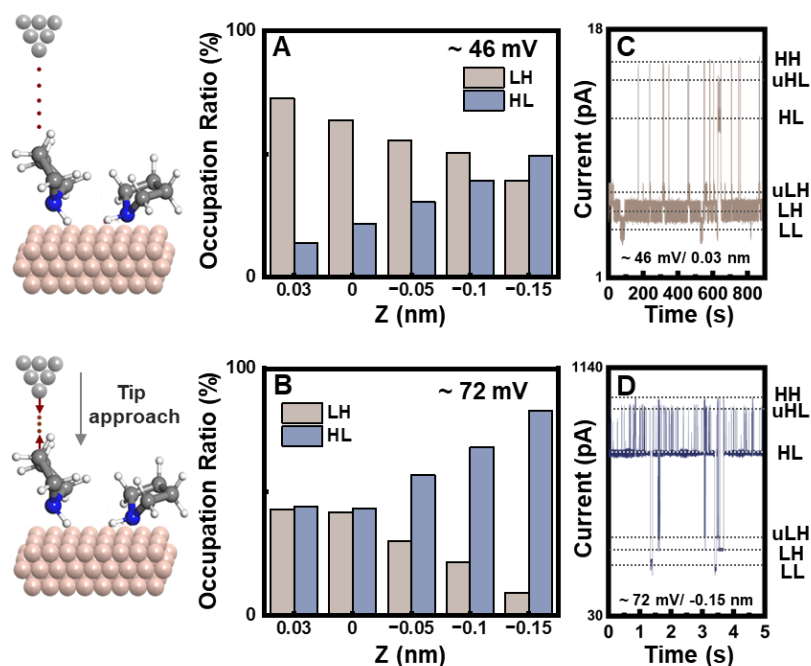 A
~ 46 mV
LH
HL
Occupation Ratio (%)
100
0
0.03
0
−0.05
−0.1
−0.15
Z (nm)
C
Current (pA)
18
1
HH
uHL
HL
uLH
LH
LL
~ 46 mV/ 0.03 nm
0
200
400
600
800
Time (s)
Tip
approach
B
~ 72 mV
LH
HL
Occupation Ratio (%)
100
0
0.03
0
−0.05
−0.1
−0.15
Z (nm)
D
Current (pA)
1140
30
HH
uHL
HL
uLH
LH
LL
~ 72 mV/ -0.15 nm
0
1
2
3
4
5
Time (s)